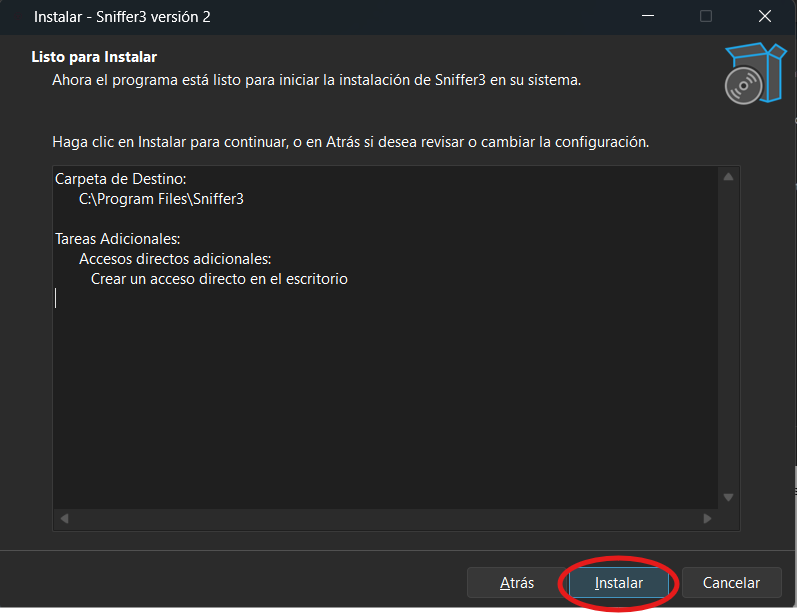 Instalar - Sniffer3 versión 2
Listo para Instalar
Ahora el programa está listo para iniciar la instalación de Sniffer3 en su sistema.
Haga clic en Instalar para continuar, o en Atrás si desea revisar o cambiar la configuración.
Carpeta de Destino:
C:\Program Files\Sniffer3
Tareas Adicionales:
Accesos directos adicionales:
Crear un acceso directo en el escritorio
Atrás Instalar Cancelar